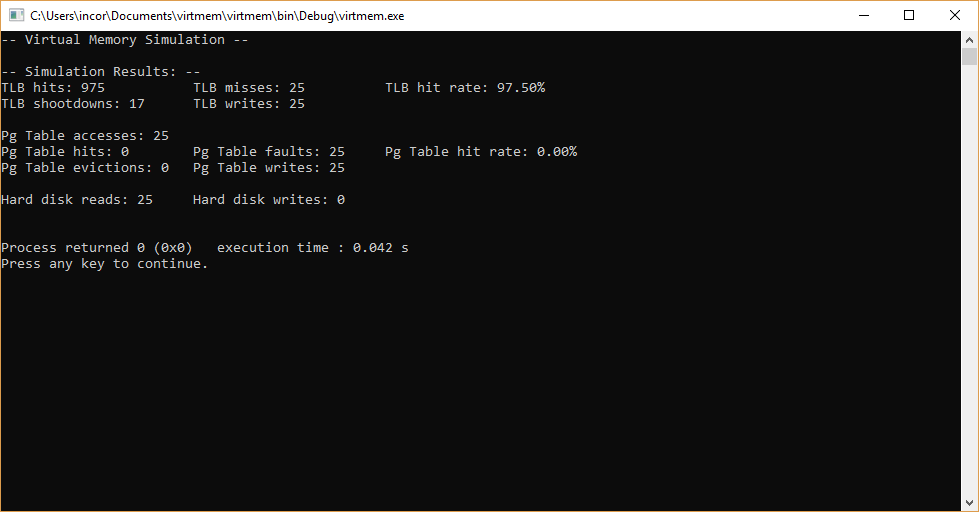 C:\Users\incor\Documents\virtmem\virtmem\bin\Debug\virtmem.exe
-- Virtual Memory Simulation --
-- Simulation Results: --
TLB hits: 975 TLB misses: 25 TLB hit rate: 97.50%
TLB shootdowns: 17 TLB writes: 25
Pg Table accesses: 25
Pg Table hits: 0 Pg Table faults: 25 Pg Table hit rate: 0.00%
Pg Table evictions: 0 Pg Table writes: 25
Hard disk reads: 25 Hard disk writes: 0
Process returned 0 (0x0) execution time : 0.042 s
Press any key to continue.